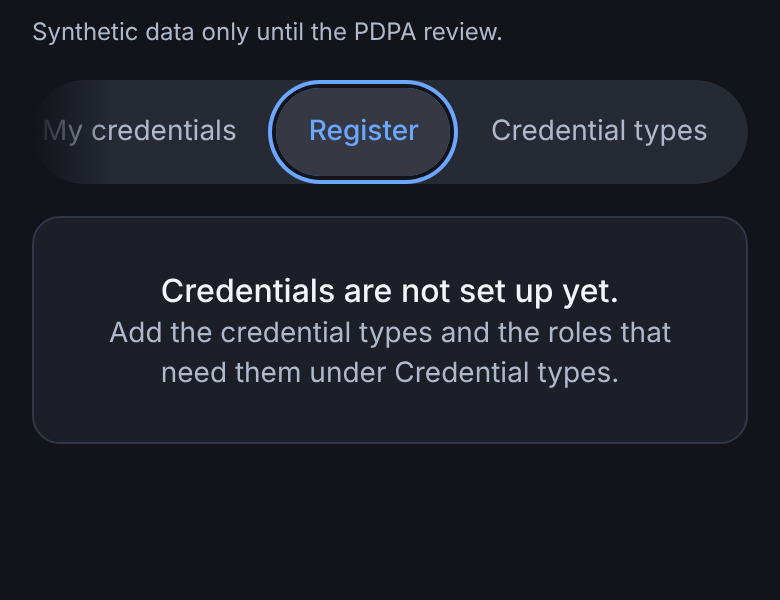 Synthetic data only until the PDPA review.
My credentials
Register
Credential types
Credentials are not set up yet.
Add the credential types and the roles that
need them under Credential types.